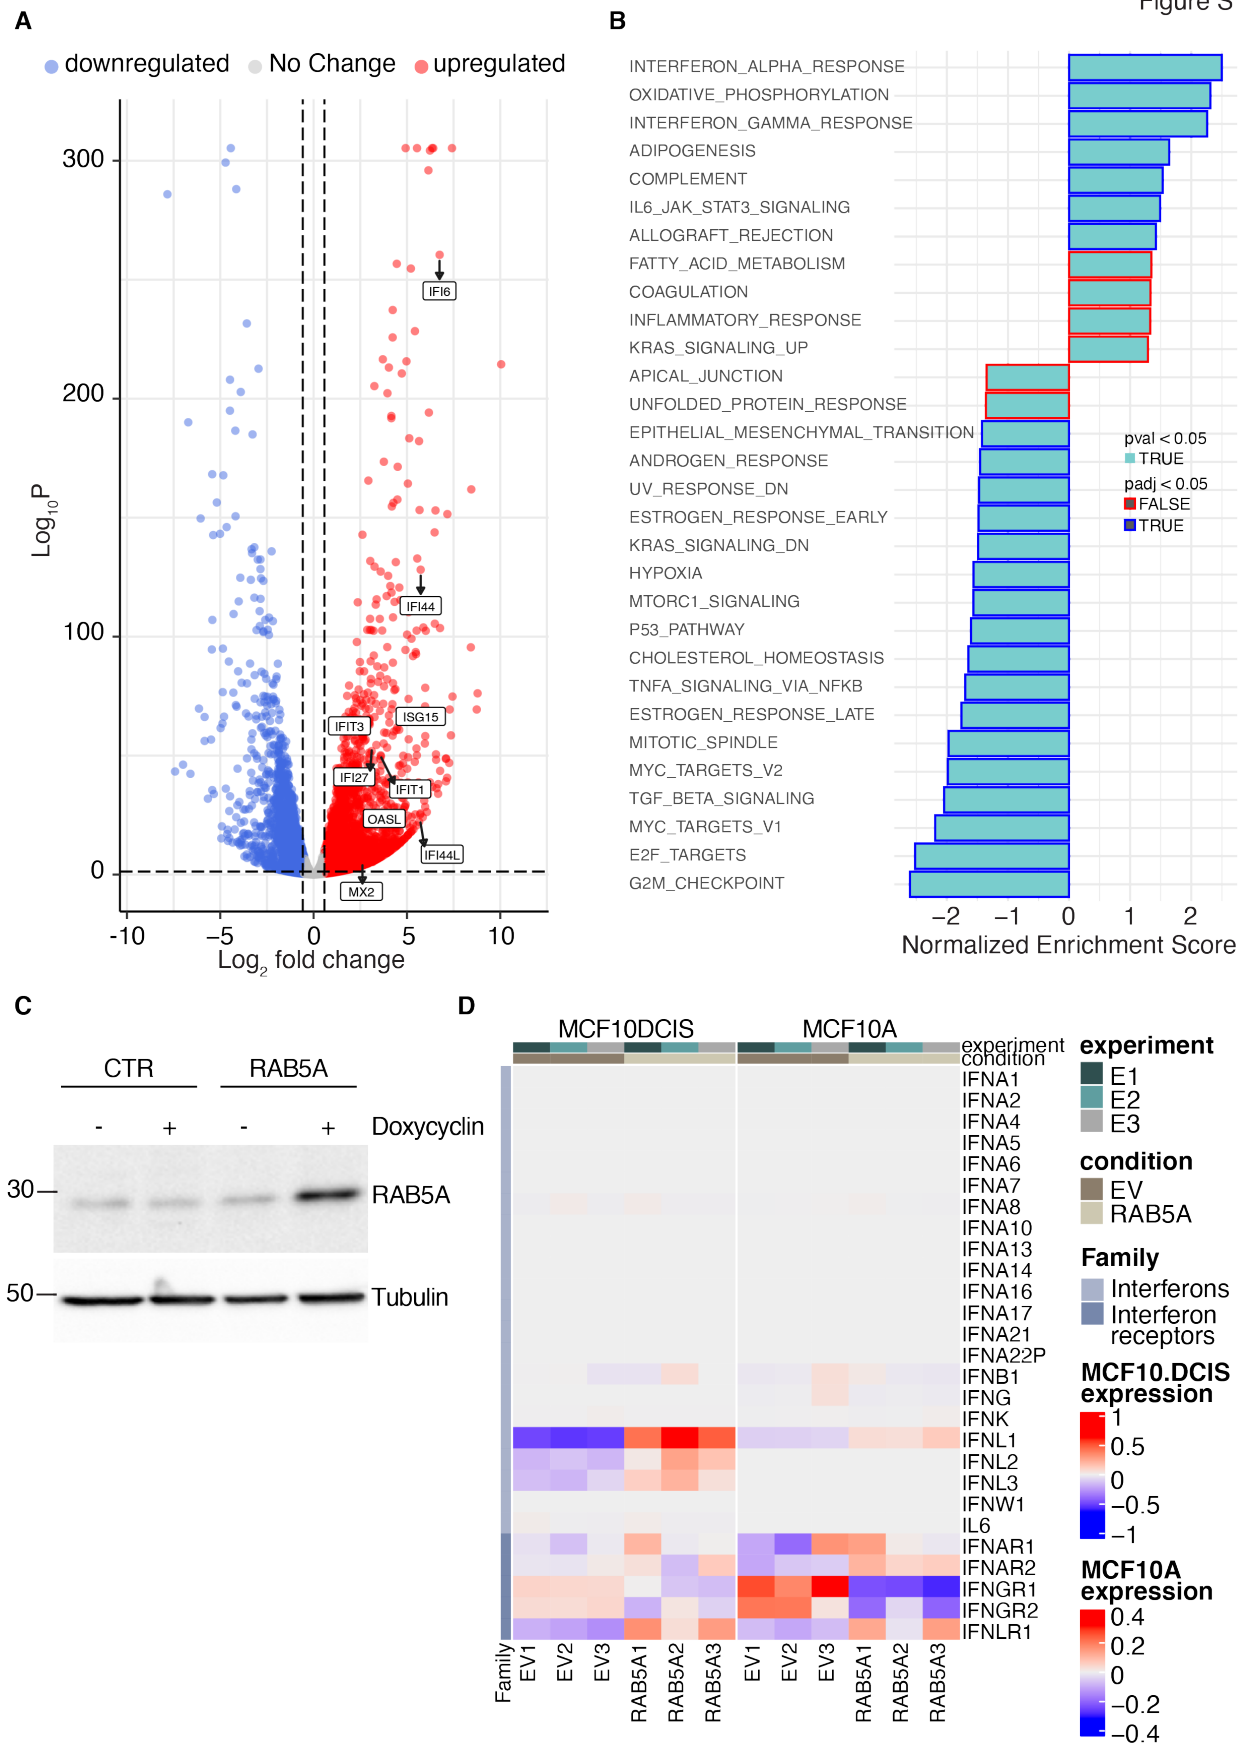 Figure S
A
downregulated
No Change
upregulated
300
200
100
0
Log10P
-10
−5
0
5
10
Log2 fold change
IFI6
IFI44
IFIT3
ISG15
IFI27
IFIT1
OASL
IFI44L
MX2
B
INTERFERON_ALPHA_RESPONSE
OXIDATIVE_PHOSPHORYLATION
INTERFERON_GAMMA_RESPONSE
ADIPOGENESIS
COMPLEMENT
IL6_JAK_STAT3_SIGNALING
ALLOGRAFT_REJECTION
FATTY_ACID_METABOLISM
COAGULATION
INFLAMMATORY_RESPONSE
KRAS_SIGNALING_UP
APICAL_JUNCTION
UNFOLDED_PROTEIN_RESPONSE
EPITHELIAL_MESENCHYMAL_TRANSITION
ANDROGEN_RESPONSE
UV_RESPONSE_DN
ESTROGEN_RESPONSE_EARLY
KRAS_SIGNALING_DN
HYPOXIA
MTORC1_SIGNALING
P53_PATHWAY
CHOLESTEROL_HOMEOSTASIS
TNFA_SIGNALING_VIA_NFKB
ESTROGEN_RESPONSE_LATE
MITOTIC_SPINDLE
MYC_TARGETS_V2
TGF_BETA_SIGNALING
MYC_TARGETS_V1
E2F_TARGETS
G2M_CHECKPOINT
pval < 0.05
TRUE
padj < 0.05
FALSE
TRUE
−2
−1
0
1
2
Normalized Enrichment Score
C
CTR
RAB5A
-
+
-
+
Doxycyclin
30
RAB5A
50
Tubulin
D
MCF10DCIS
MCF10A
experiment
condition
IFNA1
IFNA2
IFNA4
IFNA5
IFNA6
IFNA7
IFNA8
IFNA10
IFNA13
IFNA14
IFNA16
IFNA17
IFNA21
IFNA22P
IFNB1
IFNG
IFNK
IFNL1
IFNL2
IFNL3
IFNW1
IL6
IFNAR1
IFNAR2
IFNGR1
IFNGR2
IFNLR1
Family
EV1
EV2
EV3
RAB5A1
RAB5A2
RAB5A3
EV1
EV2
EV3
RAB5A1
RAB5A2
RAB5A3
experiment
E1
E2
E3
condition
EV
RAB5A
Family
Interferons
Interferon
receptors
MCF10.DCIS
expression
1
0.5
0
−0.5
−1
MCF10A
expression
0.4
0.2
0
−0.2
−0.4